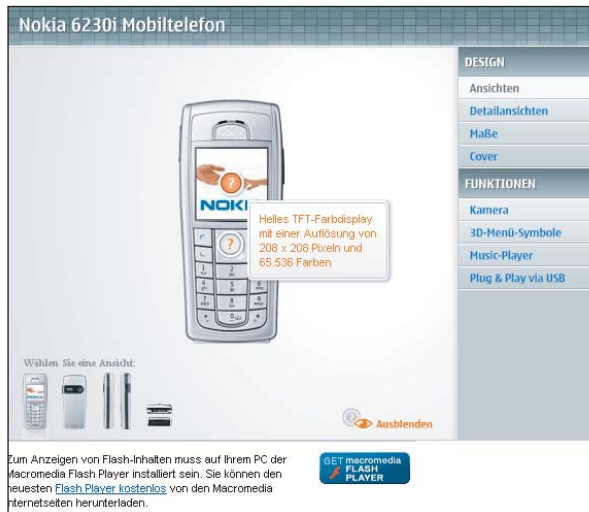 Nokia 6230i Mobiltelefon
DESIGN
Ansichten
Detailansichten
Maße
Cover
FUNKTIONEN
Kamera
3D-Menü-Symbole
Music-Player
Plug & Play via USB
NOKI
Helles TFT-Farbdisplay
mit einer Auflösung von
208 x 208 Pixeln und
65.536 Farben
?
?
Wählen Sie eine Ansicht:
Ausblenden
Zum Anzeigen von Flash-Inhalten muss auf Ihrem PC der
Macromedia Flash Player installiert sein. Sie können den
neuesten Flash Player kostenlos von den Macromedia
nternetseiten herunterladen.
GET macromedia
FLASH
PLAYER